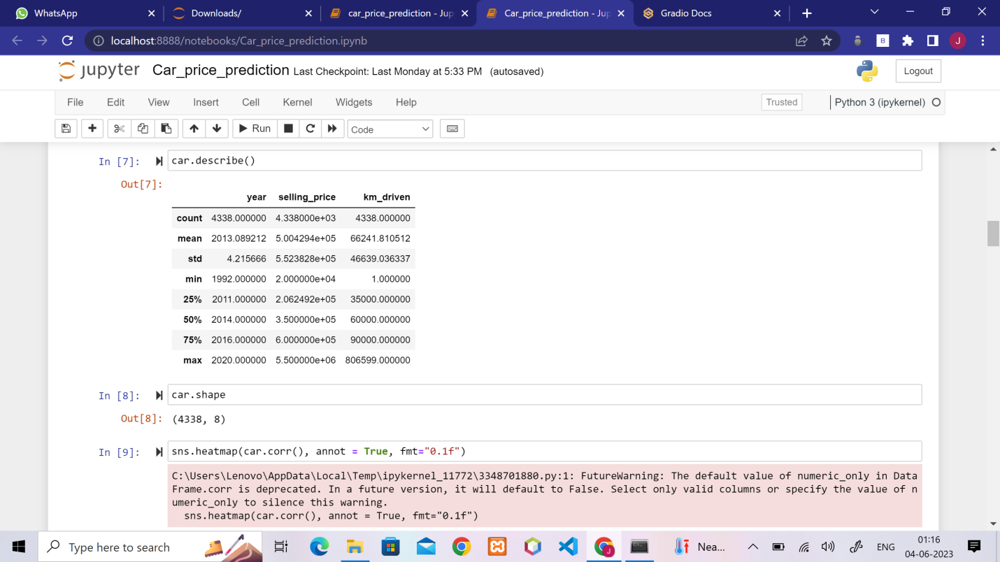 WhatsApp
Downloads/
car_price_prediction - Jup
Car_price_prediction - Jup
Gradio Docs
localhost:8888/notebooks/Car_price_prediction.ipynb
B
J
jupyter Car_price_prediction Last Checkpoint: Last Monday at 5:33 PM (autosaved)
Logout
File Edit View Insert Cell Kernel Widgets Help
Trusted
Python 3 (ipykernel)
Run
Code
In [7]: car.describe()
Out[7]:
year selling_price km_driven
count 4338.000000 4.338000e+03 4338.000000
mean 2013.089212 5.004294e+05 66241.810512
std 4.215666 5.523828e+05 46639.036337
min 1992.000000 2.000000e+04 1.000000
25% 2011.000000 2.062492e+05 35000.000000
50% 2014.000000 3.500000e+05 60000.000000
75% 2016.000000 6.000000e+05 90000.000000
max 2020.000000 5.500000e+06 806599.000000
In [8]: car.shape
Out[8]: (4338, 8)
In [9]: sns.heatmap(car.corr(), annot = True, fmt="0.1f")
C:\Users\Lenovo\AppData\Local\Temp\ipykernel_11772\3348701880.py:1: FutureWarning: The default value of numeric_only in Data
Frame.corr is deprecated. In a future version, it will default to False. Select only valid columns or specify the value of n
umeric_only to silence this warning.
sns.heatmap(car.corr(), annot = True, fmt="0.1f")
Type here to search
Nea...
ENG
01:16
04-06-2023